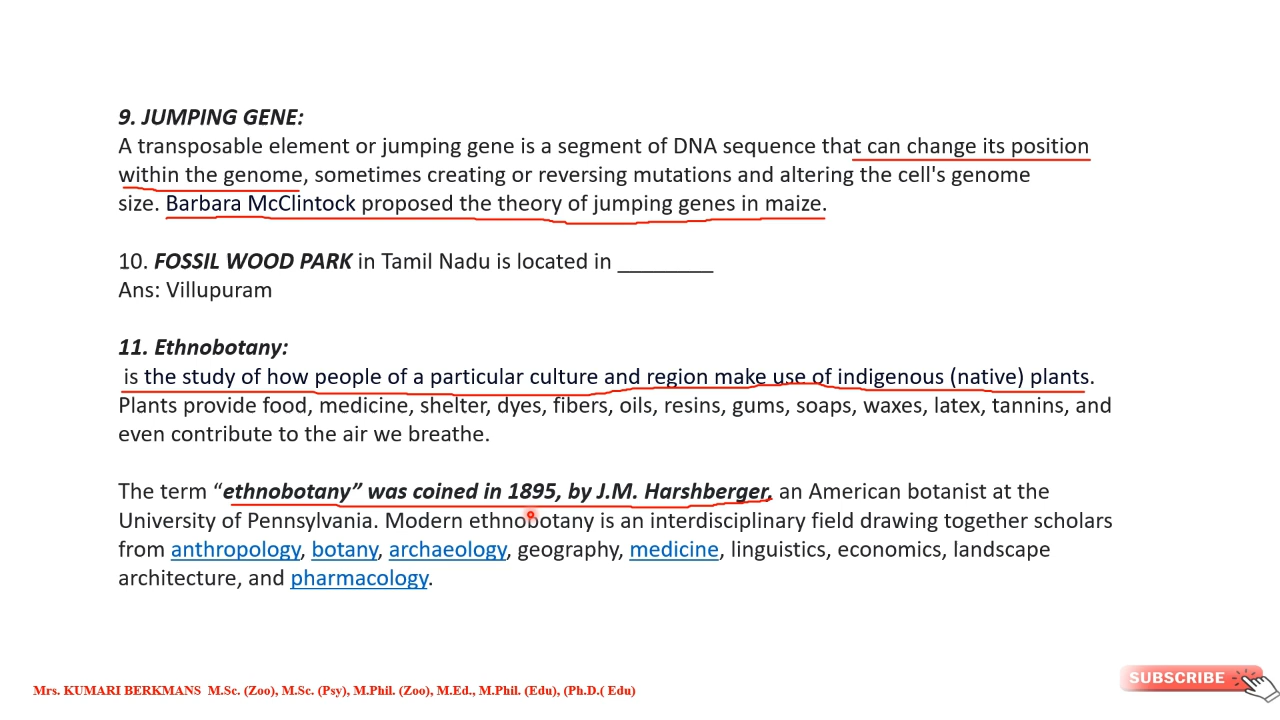 9. JUMPING GENE:
A transposable element or jumping gene is a segment of DNA sequence that can change its position
within the genome, sometimes creating or reversing mutations and altering the cell's genome
size. Barbara McClintock proposed the theory of jumping genes in maize.
10. FOSSIL WOOD PARK in Tamil Nadu is located in ________
Ans: Villupuram
11. Ethnobotany:
is the study of how people of a particular culture and region make use of indigenous (native) plants.
Plants provide food, medicine, shelter, dyes, fibers, oils, resins, gums, soaps, waxes, latex, tannins, and
even contribute to the air we breathe.
The term “ethnobotany” was coined in 1895, by J.M. Harshberger, an American botanist at the
University of Pennsylvania. Modern ethnobotany is an interdisciplinary field drawing together scholars
from anthropology, botany, archaeology, geography, medicine, linguistics, economics, landscape
architecture, and pharmacology.
Mrs. KUMARI BERKMANS M.Sc. (Zoo), M.Sc. (Psy), M.Phil. (Zoo), M.Ed., M.Phil. (Edu), (Ph.D.( Edu)
SUBSCRIBE